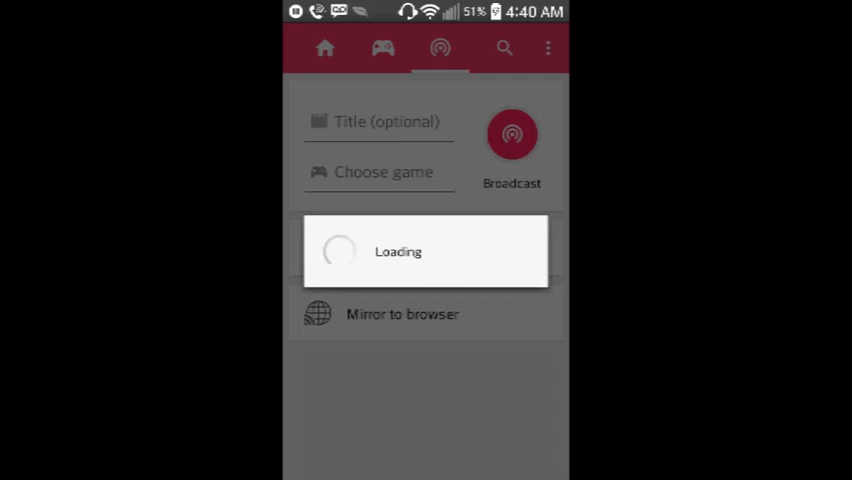 51% 4:40 AM
Title (optional)
Choose game
Broadcast
Loading
Mirror to browser